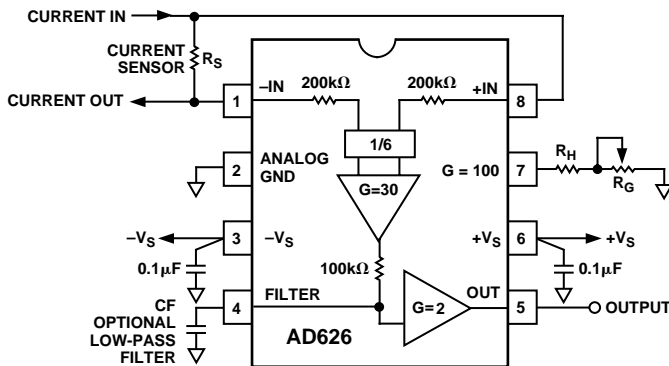 CURRENT IN
CURRENT
SENSOR
RS
CURRENT OUT
1
–IN
200kΩ
200kΩ
+IN
8
1/6
2
ANALOG
GND
G=30
G = 100
7
RH
RG
–VS
3
–VS
+VS
6
+VS
0.1µF
100kΩ
0.1µF
CF
OPTIONAL
LOW-PASS
FILTER
4
FILTER
G=2
OUT
5
OUTPUT
AD626